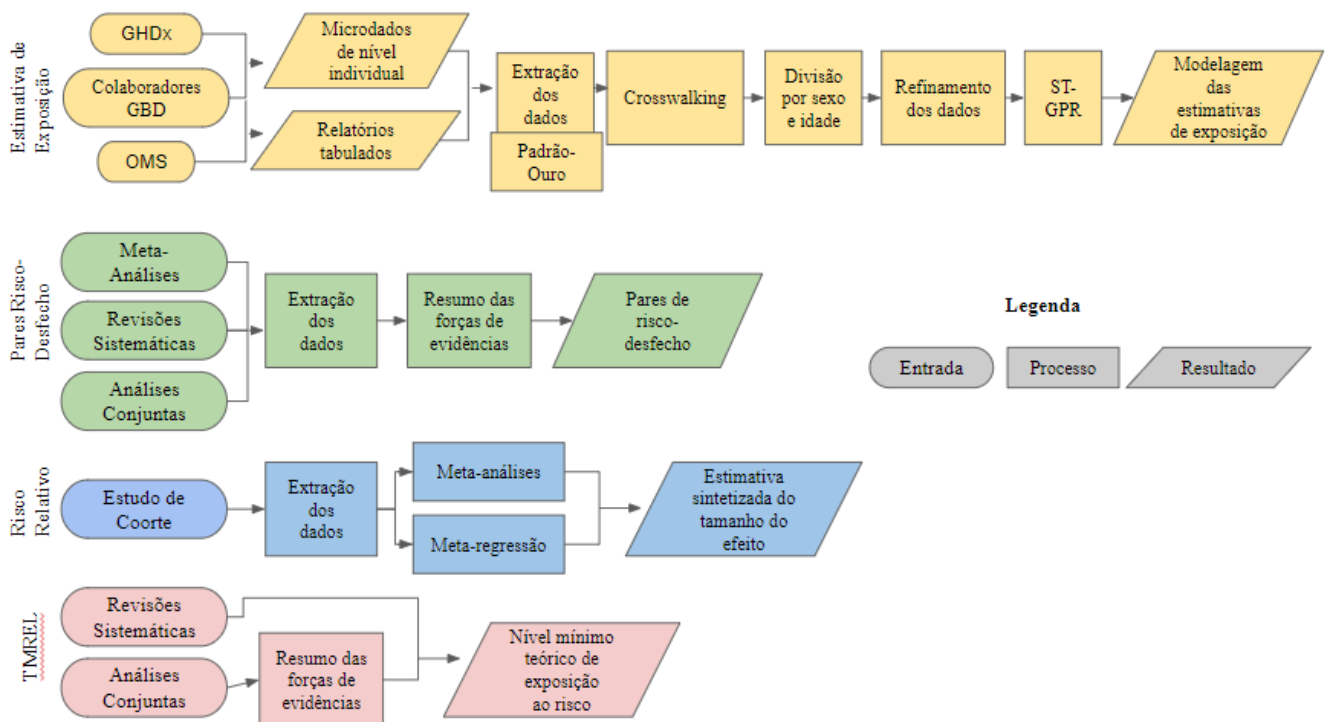 Estimativa de
Exposição
GHDx
Colaboradores
GBD
OMS
Microdados
de nível
individual
Relatórios
tabulados
Extração
dos
dados
Padrão-
Ouro
Crosswalking
Divisão
por sexo
e idade
Refinamento
dos dados
ST-
GPR
Modelagem
das
estimativas
de exposição
Pares Risco-
Desfecho
Meta-
Análises
Revisões
Sistemáticas
Análises
Conjuntas
Extração
dos
dados
Resumo das
forças de
evidências
Pares de
risco-
desfecho
Legenda
Entrada
Processo
Resultado
Risco
Relativo
Estudo de
Coorte
Extração
dos
dados
Meta-análises
Meta-regressão
Estimativa
sintetizada do
tamanho do
efeito
TMREL
Revisões
Sistemáticas
Análises
Conjuntas
Resumo das
forças de
evidências
Nível mínimo
teórico de
exposição
ao risco